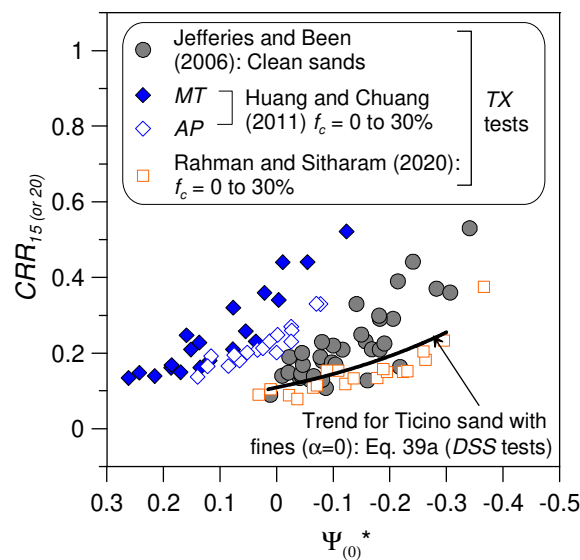 Jefferies and Been
(2006): Clean sands
MT
Huang and Chuang
AP
(2011) fc = 0 to 30%
TX
tests
Rahman and Sitharam (2020):
fc = 0 to 30%
CRR15 (or 20)
1
0.8
0.6
0.4
0.2
0
Trend for Ticino sand with
fines (α=0): Eq. 39a (DSS tests)
0.3 0.2 0.1 0 -0.1 -0.2 -0.3 -0.4 -0.5
Ψ(0)*